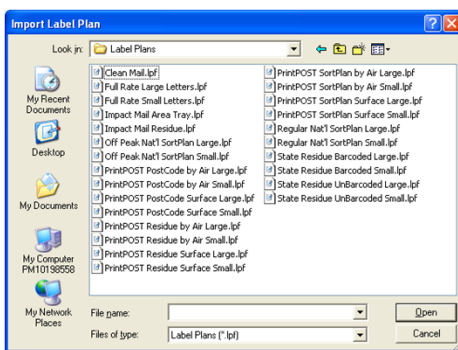 Import Label Plan
Look in:
Label Plans
My Recent
Documents
Desktop
My Documents
My Computer
PM10198558
My Network
Places
Clean Mail.lpf
Full Rate Large Letters.lpf
Full Rate Small Letters.lpf
Impact Mail Area Tray.lpf
Impact Mail Residue.lpf
Off Peak Nat'l SortPlan Large.lpf
Off Peak Nat'l SortPlan Small.lpf
PrintPOST PostCode by Air Large.lpf
PrintPOST PostCode by Air Small.lpf
PrintPOST PostCode Surface Large.lpf
PrintPOST PostCode Surface Small.lpf
PrintPOST Residue by Air Large.lpf
PrintPOST Residue by Air Small.lpf
PrintPOST Residue Surface Large.lpf
PrintPOST Residue Surface Small.lpf
PrintPOST SortPlan by Air Large.lpf
PrintPOST SortPlan by Air Small.lpf
PrintPOST SortPlan Surface Large.lpf
PrintPOST SortPlan Surface Small.lpf
Regular Nat'l SortPlan Large.lpf
Regular Nat'l SortPlan Small.lpf
State Residue Barcoded Large.lpf
State Residue Barcoded Small.lpf
State Residue UnBarcoded Large.lpf
State Residue UnBarcoded Small.lpf
File name:
Open
Files of type:
Label Plans (*.lpf)
Cancel